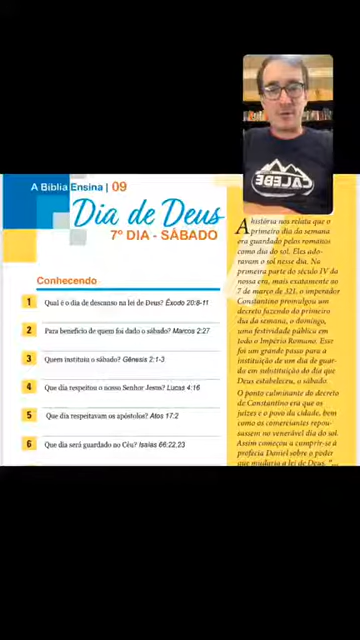 CALEBE
A Bíblia Ensina | 09
Dia de Deus
7º DIA - SÁBADO
Conhecendo
1 Qual é o dia de descanso na lei de Deus? Êxodo 20:8-11
2 Para benefício de quem foi dado o sábado? Marcos 2:27
3 Quem instituiu o sábado? Gênesis 2:1-3
4 Que dia respeitou o nosso Senhor Jesus? Lucas 4:16
5 Que dia respeitavam os apóstolos? Atos 17:2
6 Que dia será guardado no Céu? Isaías 66:22,23
A história nos relata que o
primeiro dia da semana
era guardado pelos romanos
como dia do sol. Eles ado-
ravam o sol nesse dia. Na
primeira parte do século IV da
nossa era, mais exatamente ao
7 de março de 321, o imperador
Constantino promulgou um
decreto fazendo do primeiro
dia da semana, o domingo,
uma festividade pública em
todo o Império Romano. Esse
foi um grande passo para a
instituição de um dia de guar-
da em substituição do dia que
Deus estabeleceu, o sábado.
O ponto culminante do decreto
de Constantino era que os
juízes e o povo da cidade, bem
como os comerciantes repou-
sassem no venerável dia do sol.
Assim começou a cumprir-se a
profecia Daniel sobre o poder
que mudaria a lei de Deus. "...